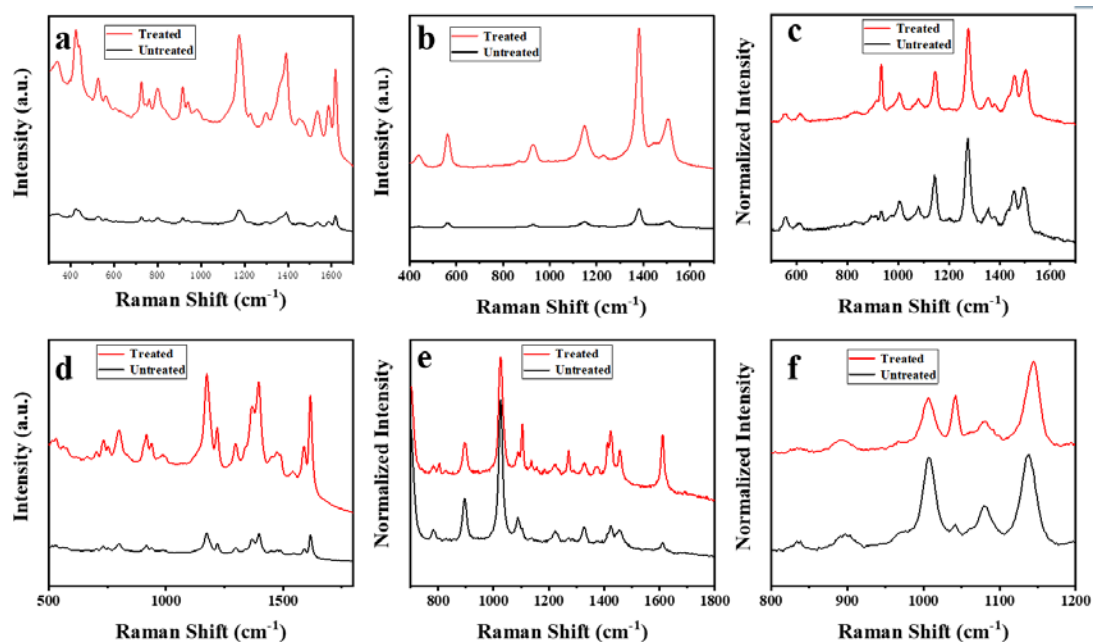 a
Treated
Untreated
Intensity (a.u.)
400 600 800 1000 1200 1400 1600
Raman Shift (cm⁻¹)
b
Treated
Untreated
Intensity (a.u.)
400 600 800 1000 1200 1400 1600
Raman Shift (cm⁻¹)
c
Treated
Untreated
Normalized Intensity
600 800 1000 1200 1400 1600
Raman Shift (cm⁻¹)
d
Treated
Untreated
Intensity (a.u.)
500 1000 1500
Raman Shift (cm⁻¹)
e
Treated
Untreated
Normalized Intensity
800 1000 1200 1400 1600 1800
Raman Shift (cm⁻¹)
f
Treated
Untreated
Normalized Intensity
800 900 1000 1100 1200
Raman Shift (cm⁻¹)